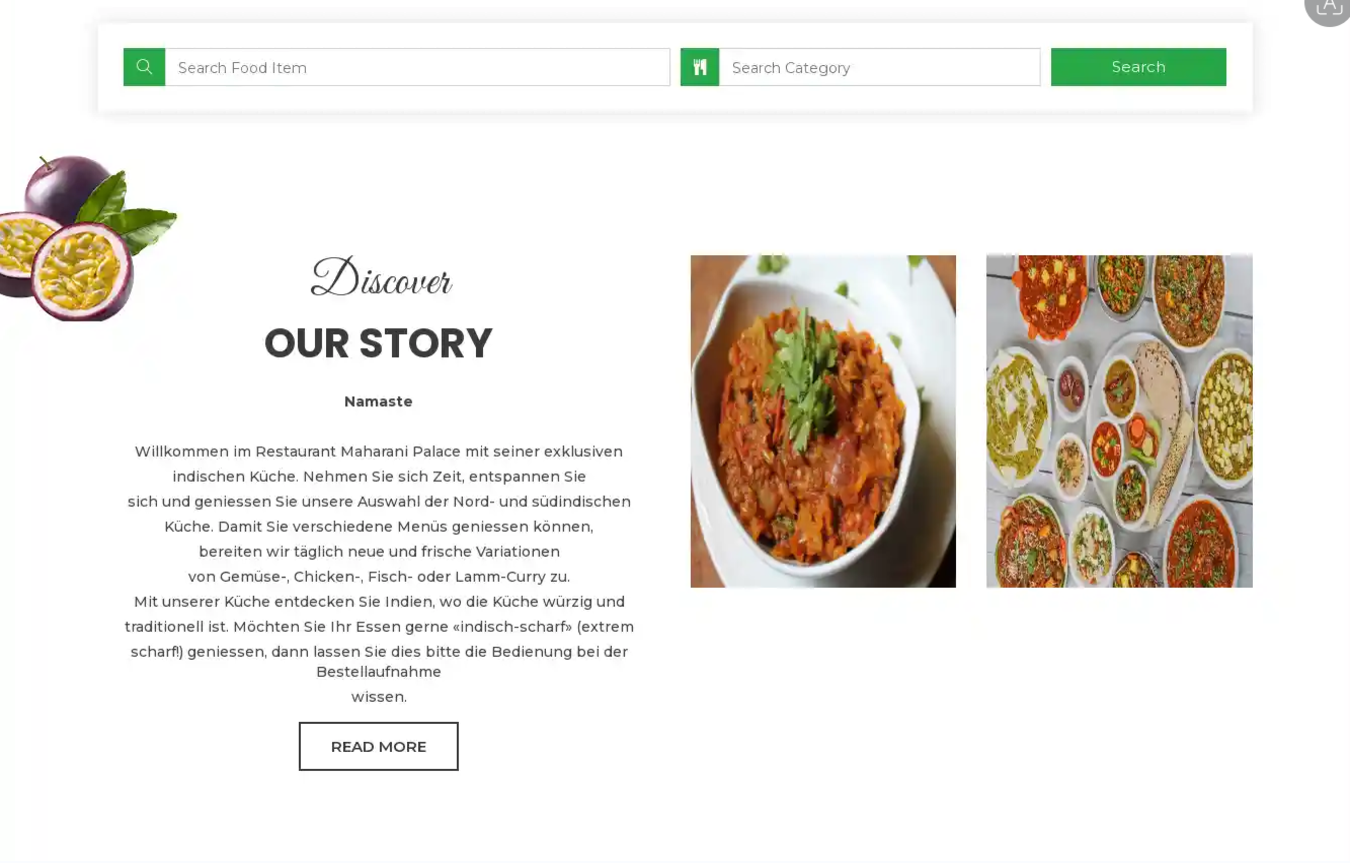 Search Food Item
Search Category
Search
Discover
OUR STORY
Namaste
Willkommen im Restaurant Maharani Palace mit seiner exklusiven
indischen Küche. Nehmen Sie sich Zeit, entspannen Sie
sich und geniessen Sie unsere Auswahl der Nord- und südindischen
Küche. Damit Sie verschiedene Menüs geniessen können,
bereiten wir täglich neue und frische Variationen
von Gemüse-, Chicken-, Fisch- oder Lamm-Curry zu.
Mit unserer Küche entdecken Sie Indien, wo die Küche würzig und
traditionell ist. Möchten Sie Ihr Essen gerne «indisch-scharf» (extrem
scharf!) geniessen, dann lassen Sie dies bitte die Bedienung bei der
Bestellaufnahme
wissen.
READ MORE